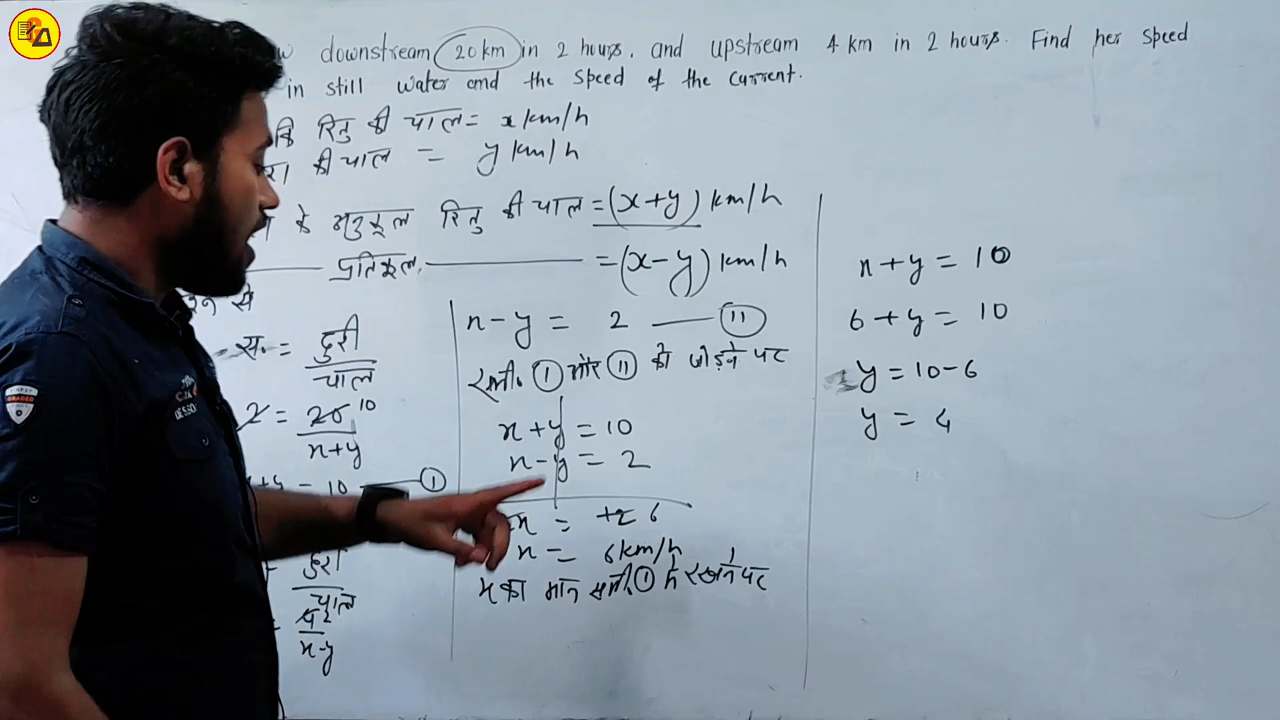 downstream 20 km in 2 hours. and upstream 4 km in 2 hours. Find her speed
in still water and the speed of the current.
कि रितु की चाल = x km/h
की चाल = y km/h
के अनुकूल रितु की चाल = (x+y) km/h
प्रतिकूल = (x-y) km/h
से
स. = दुरी/चाल
2 = 20 10/x+y
= 10 — I
दुरी/चाल
x-y
x-y = 2 — II
समी. I और II को जोड़ने पर
x+y = 10
x-y = 2
x = 6
x = 6km/h
x का मान समी. I में रखने पर
x+y = 10
6+y = 10
y = 10-6
y = 4